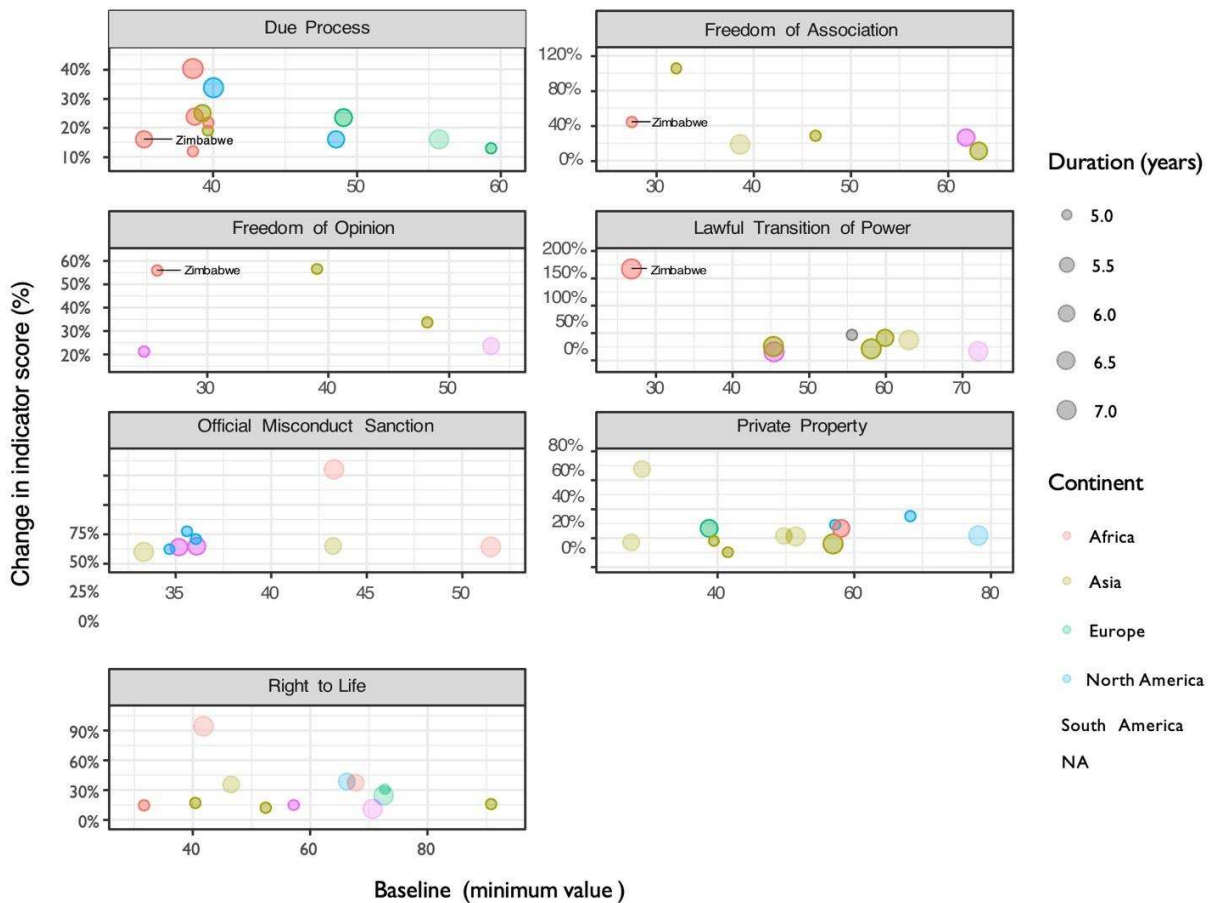 Change in indicator score (%)
Due Process
40%
30%
20%
10%
Zimbabwe
40
50
60
Freedom of Association
120%
80%
40%
0%
Zimbabwe
30
40
50
60
Freedom of Opinion
60%
50%
40%
30%
20%
Zimbabwe
30
40
50
Lawful Transition of Power
200%
150%
100%
50%
0%
Zimbabwe
30
40
50
60
70
Official Misconduct Sanction
75%
50%
25%
0%
35
40
45
50
Private Property
80%
60%
40%
20%
0%
40
60
80
Right to Life
90%
60%
30%
0%
40
60
80
Baseline (minimum value )
Duration (years)
5.0
5.5
6.0
6.5
7.0
Continent
Africa
Asia
Europe
North America
South America
NA